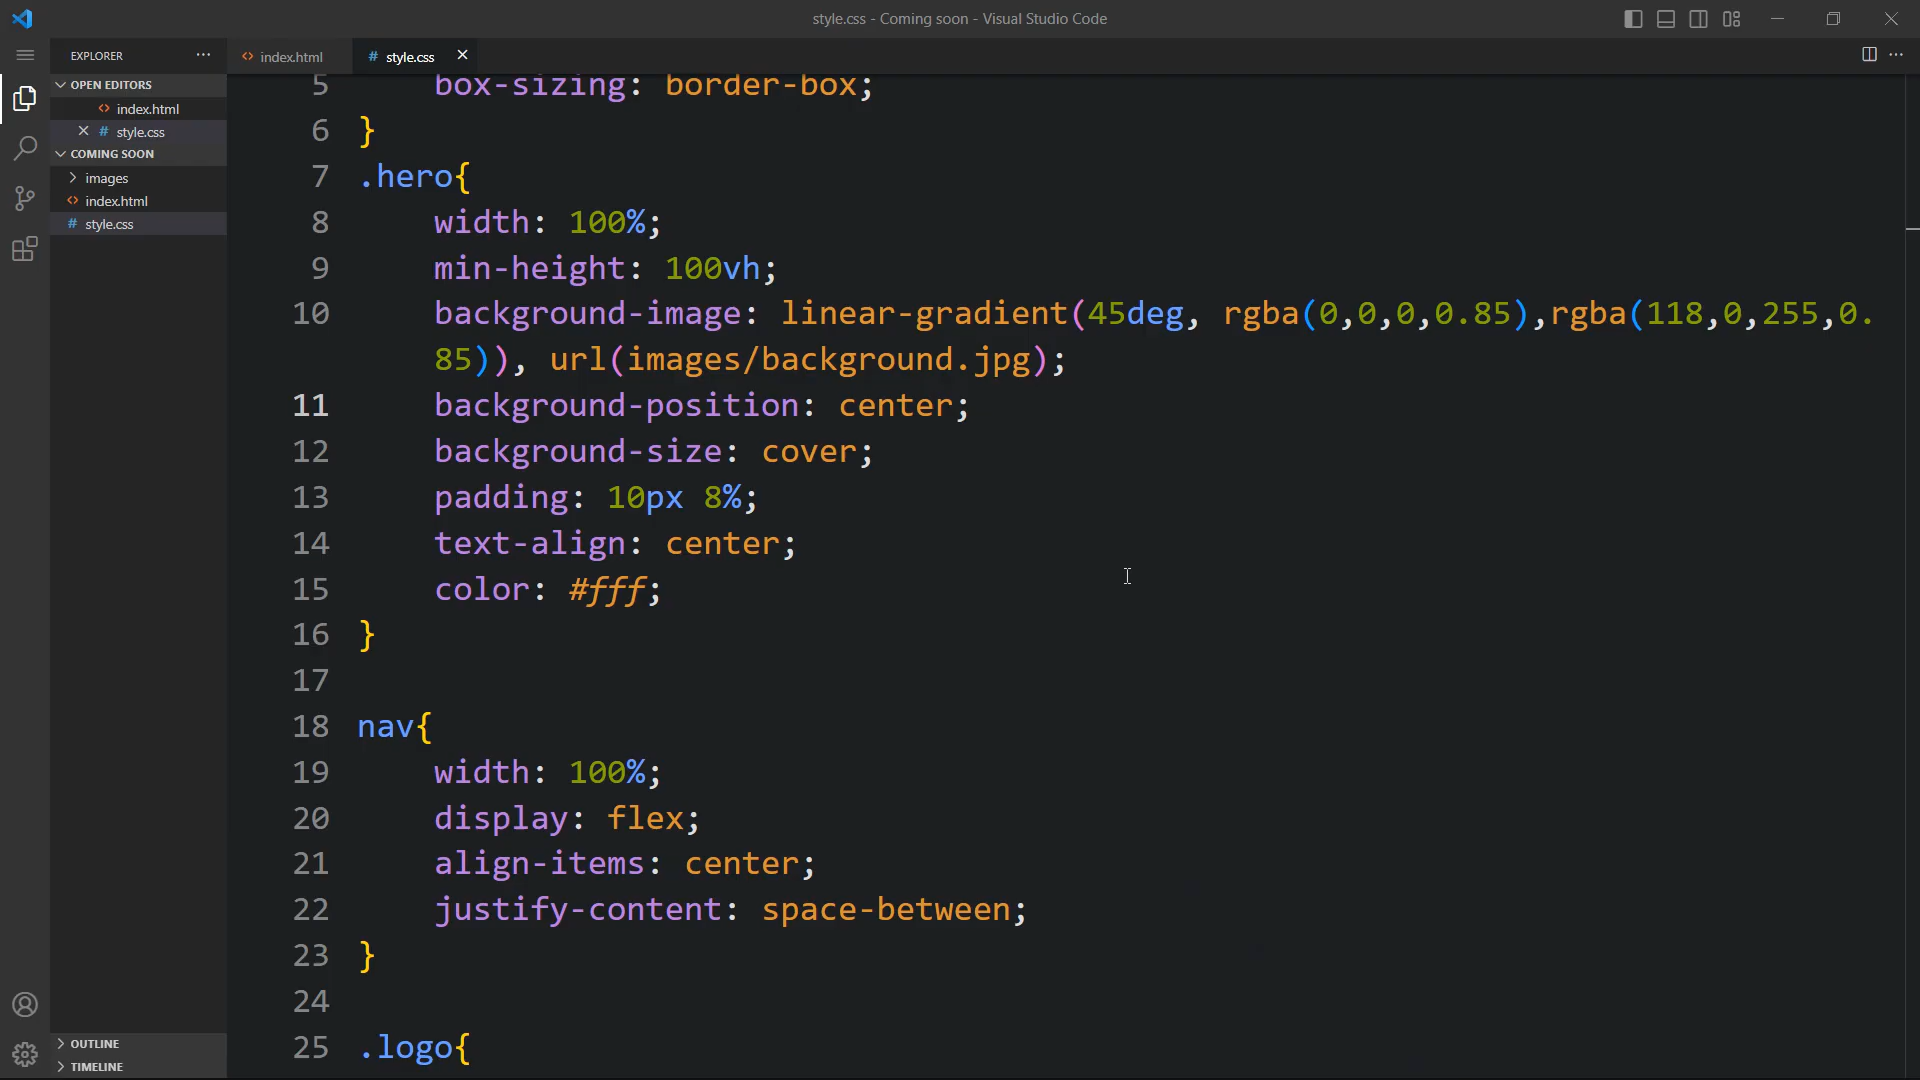 style.css - Coming soon - Visual Studio Code
EXPLORER
index.html
# style.css
OPEN EDITORS
index.html
# style.css
COMING SOON
images
index.html
# style.css
OUTLINE
TIMELINE
5 box-sizing: border-box;
6 }
7 .hero{
8 width: 100%;
9 min-height: 100vh;
10 background-image: linear-gradient(45deg, rgba(0,0,0,0.85),rgba(118,0,255,0.
85)), url(images/background.jpg);
11 background-position: center;
12 background-size: cover;
13 padding: 10px 8%;
14 text-align: center;
15 color: #fff;
16 }
17
18 nav{
19 width: 100%;
20 display: flex;
21 align-items: center;
22 justify-content: space-between;
23 }
24
25 .logo{